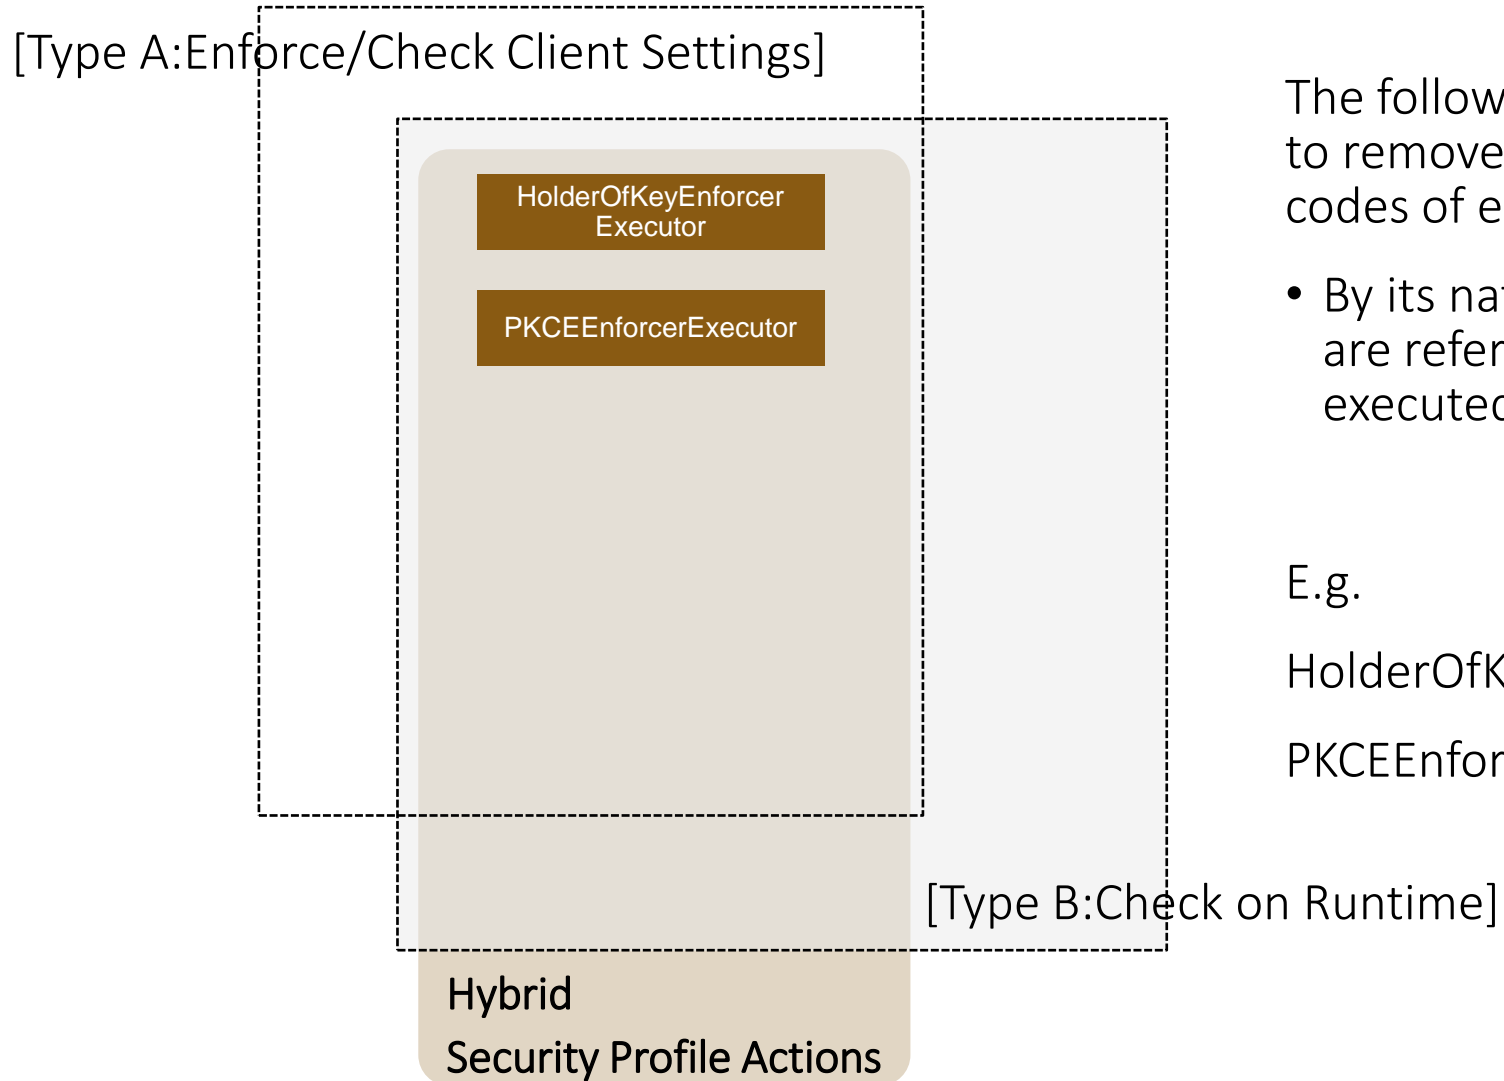 [Type A:Enforce/Check Client Settings]
HolderOfKeyEnforcer
Executor
PKCEEnforcerExecutor
[Type B:Check on Runtime]
Hybrid
Security Profile Actions
The follow
to remove
codes of e
• By its nat
are refer
executed
E.g.
HolderOfK
PKCEEnfor